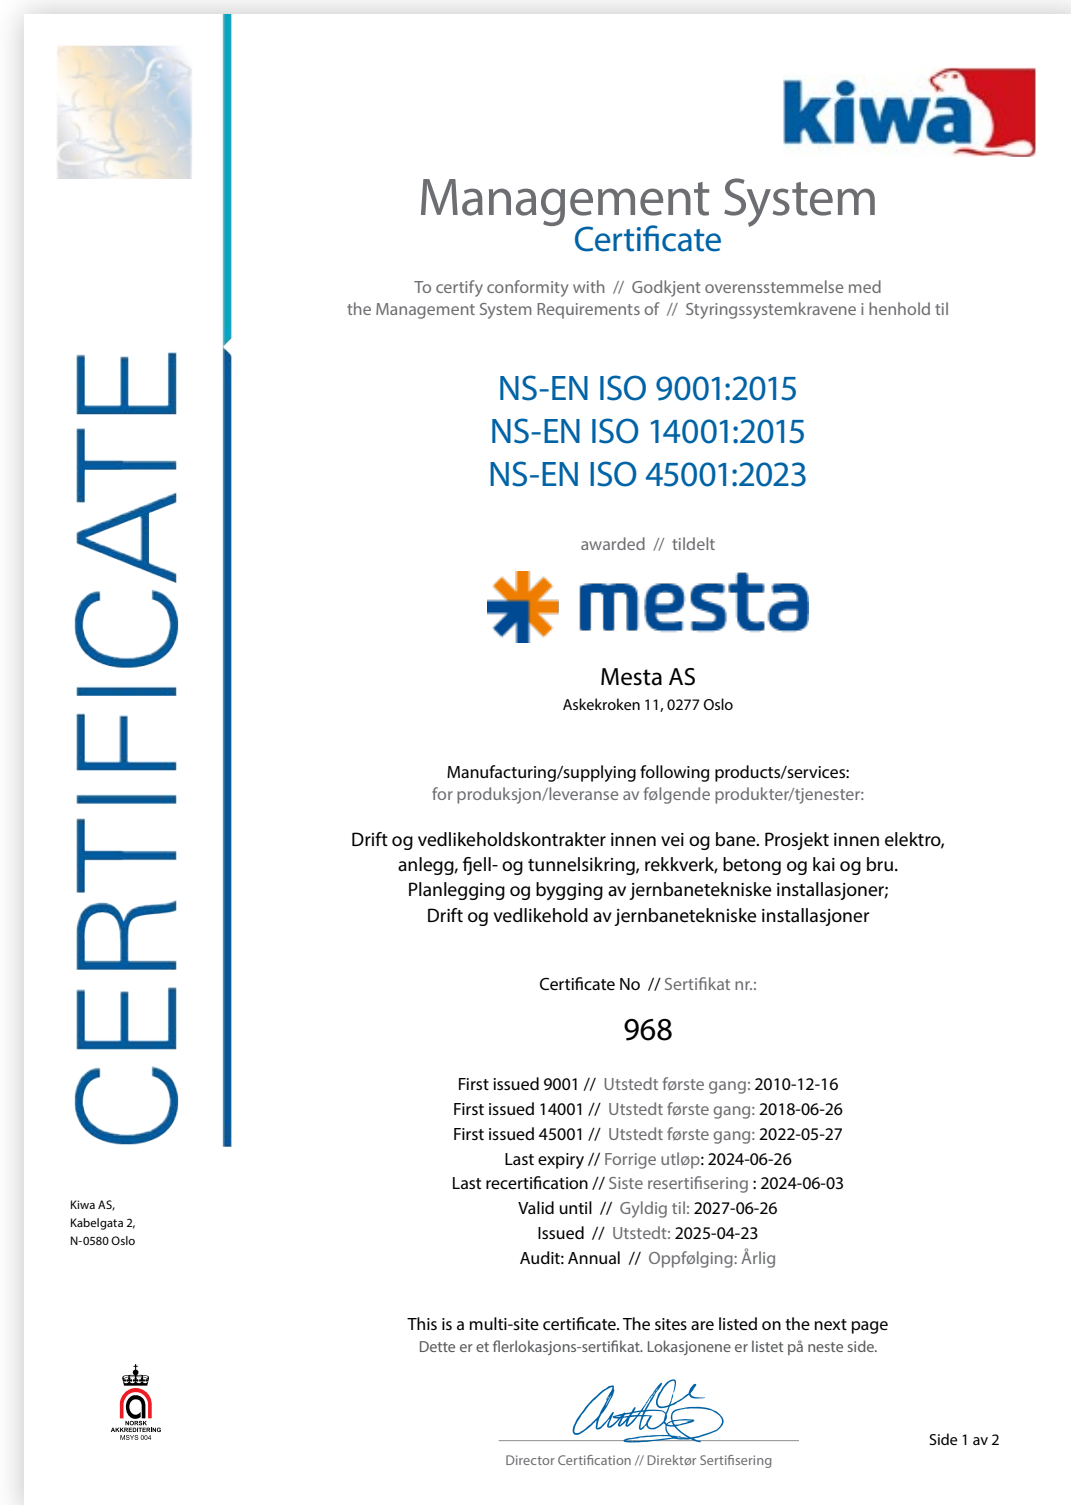 kiwa
Management System
Certificate
To certify conformity with // Godkjent overensstemmelse med
the Management System Requirements of // Styringssystemkravene i henhold til
NS-EN ISO 9001:2015
NS-EN ISO 14001:2015
NS-EN ISO 45001:2023
awarded // tildelt
mesta
Mesta AS
Askekroken 11, 0277 Oslo
Manufacturing/supplying following products/services:
for produksjon/leveranse av følgende produkter/tjenester:
Drift og vedlikeholdskontrakter innen vei og bane. Prosjekt innen elektro,
anlegg, fjell- og tunnelsikring, rekkverk, betong og kai og bru.
Planlegging og bygging av jernbanetekniske installasjoner;
Drift og vedlikehold av jernbanetekniske installasjoner
Certificate No // Sertifikat nr.:
968
First issued 9001 // Utstedt første gang: 2010-12-16
First issued 14001 // Utstedt første gang: 2018-06-26
First issued 45001 // Utstedt første gang: 2022-05-27
Last expiry // Forrige utløp: 2024-06-26
Last recertification // Siste resertifisering : 2024-06-03
Valid until // Gyldig til: 2027-06-26
Issued // Utstedt: 2025-04-23
Audit: Annual // Oppfølging: Årlig
This is a multi-site certificate. The sites are listed on the next page
Dette er et flerlokasjons-sertifikat. Lokasjonene er listet på neste side.
Director Certification // Direktør Sertifisering
Side 1 av 2
CERTIFICATE
Kiwa AS,
Kabelgata 2,
N-0580 Oslo
NORSK
AKKREDITERING
MSYS 004